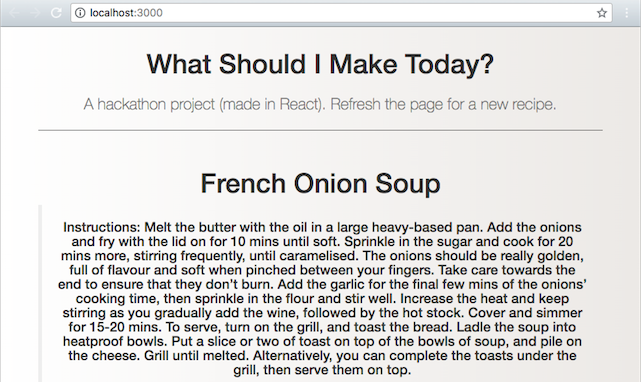 localhost:3000
What Should I Make Today?
A hackathon project (made in React). Refresh the page for a new recipe.
French Onion Soup
Instructions: Melt the butter with the oil in a large heavy-based pan. Add the onions
and fry with the lid on for 10 mins until soft. Sprinkle in the sugar and cook for 20
mins more, stirring frequently, until caramelised. The onions should be really golden,
full of flavour and soft when pinched between your fingers. Take care towards the
end to ensure that they don't burn. Add the garlic for the final few mins of the onions'
cooking time, then sprinkle in the flour and stir well. Increase the heat and keep
stirring as you gradually add the wine, followed by the hot stock. Cover and simmer
for 15-20 mins. To serve, turn on the grill, and toast the bread. Ladle the soup into
heatproof bowls. Put a slice or two of toast on top of the bowls of soup, and pile on
the cheese. Grill until melted. Alternatively, you can complete the toasts under the
grill, then serve them on top.